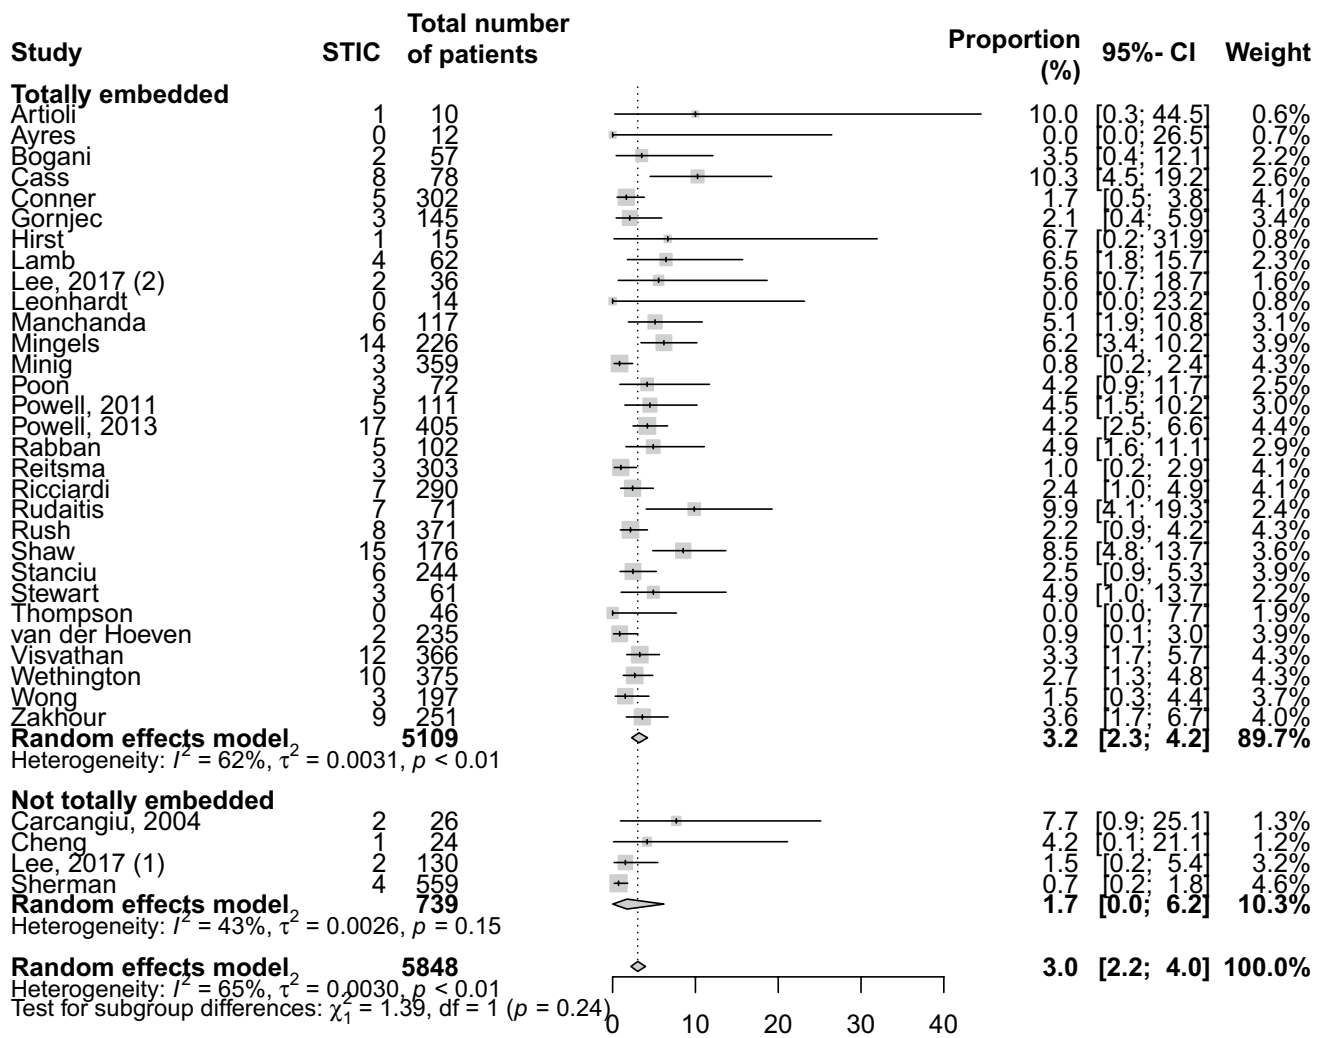 Study STIC Total number of patients Proportion (%) 95%- CI Weight
Totally embedded
Artioli 1 10 10.0 [0.3; 44.5] 0.6%
Ayres 0 12 0.0 [0.0; 26.5] 0.7%
Bogani 2 57 3.5 [0.4; 12.1] 2.2%
Cass 8 78 10.3 [4.5; 19.2] 2.6%
Conner 5 302 1.7 [0.5; 3.8] 4.1%
Gornjec 3 145 2.1 [0.4; 5.9] 3.4%
Hirst 1 15 6.7 [0.2; 31.9] 0.8%
Lamb 4 62 6.5 [1.8; 15.7] 2.3%
Lee, 2017 (2) 2 36 5.6 [0.7; 18.7] 1.6%
Leonhardt 0 14 0.0 [0.0; 23.2] 0.8%
Manchanda 6 117 5.1 [1.9; 10.8] 3.1%
Mingels 14 226 6.2 [3.4; 10.2] 3.9%
Minig 3 359 0.8 [0.2; 2.4] 4.3%
Poon 3 72 4.2 [0.9; 11.7] 2.5%
Powell, 2011 5 111 4.5 [1.5; 10.2] 3.0%
Powell, 2013 17 405 4.2 [2.5; 6.6] 4.4%
Rabban 5 102 4.9 [1.6; 11.1] 2.9%
Reitsma 3 303 1.0 [0.2; 2.9] 4.1%
Ricciardi 7 290 2.4 [1.0; 4.9] 4.1%
Rudaitis 7 71 9.9 [4.1; 19.3] 2.4%
Rush 8 371 2.2 [0.9; 4.2] 4.3%
Shaw 15 176 8.5 [4.8; 13.7] 3.6%
Stanciu 6 244 2.5 [0.9; 5.3] 3.9%
Stewart 3 61 4.9 [1.0; 13.7] 2.2%
Thompson 0 46 0.0 [0.0; 7.7] 1.9%
van der Hoeven 2 235 0.9 [0.1; 3.0] 3.9%
Visvathan 12 366 3.3 [1.7; 5.7] 4.3%
Wethington 10 375 2.7 [1.3; 4.8] 4.3%
Wong 3 197 1.5 [0.3; 4.4] 3.7%
Zakhour 9 251 3.6 [1.7; 6.7] 4.0%
Random effects model 5109 3.2 [2.3; 4.2] 89.7%
Heterogeneity: I² = 62%, τ² = 0.0031, p < 0.01
Not totally embedded
Carcangiu, 2004 2 26 7.7 [0.9; 25.1] 1.3%
Cheng 1 24 4.2 [0.1; 21.1] 1.2%
Lee, 2017 (1) 2 130 1.5 [0.2; 5.4] 3.2%
Sherman 4 559 0.7 [0.2; 1.8] 4.6%
Random effects model 739 1.7 [0.0; 6.2] 10.3%
Heterogeneity: I² = 43%, τ² = 0.0026, p = 0.15
Random effects model 5848 3.0 [2.2; 4.0] 100.0%
Heterogeneity: I² = 65%, τ² = 0.0030, p < 0.01
Test for subgroup differences: χ²₁ = 1.39, df = 1 (p = 0.24)
0 10 20 30 40